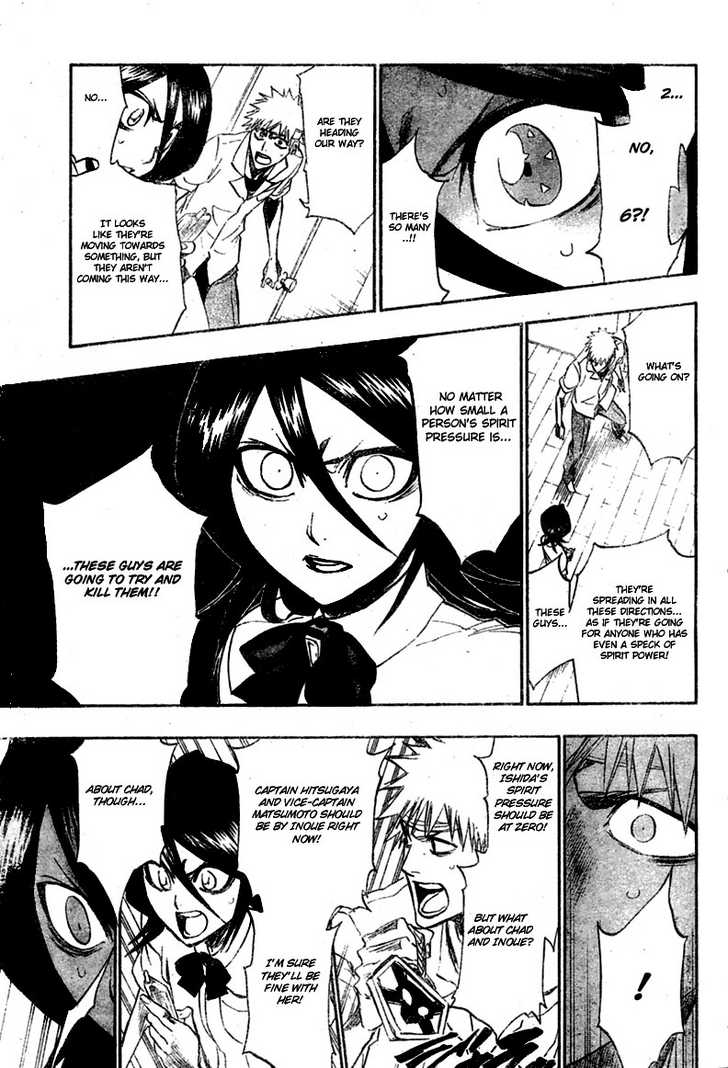 2...
NO,
6?!
THERE'S
SO MANY
..!!
ARE THEY
HEADING
OUR WAY?
NO...
IT LOOKS
LIKE THEY'RE
MOVING TOWARDS
SOMETHING, BUT
THEY AREN'T
COMING THIS WAY...
WHAT'S
GOING ON?
THEY'RE
SPREADING IN ALL
THESE DIRECTIONS...
AS IF THEY'RE GOING
FOR ANYONE WHO HAS
EVEN A SPECK OF
SPIRIT POWER!
THESE
GUYS...
NO MATTER
HOW SMALL A
PERSON'S SPIRIT
PRESSURE IS...
...THESE GUYS ARE
GOING TO TRY AND
KILL THEM!!
!
RIGHT NOW,
ISHIDA'S
SPIRIT
PRESSURE
SHOULD BE
AT ZERO!
BUT WHAT
ABOUT CHAD
AND INOUE?
CAPTAIN HITSUGAYA
AND VICE-CAPTAIN
MATSUMOTO SHOULD
BE BY INOUE RIGHT
NOW!
I'M SURE
THEY'LL BE
FINE WITH
HER!
ABOUT CHAD,
THOUGH...